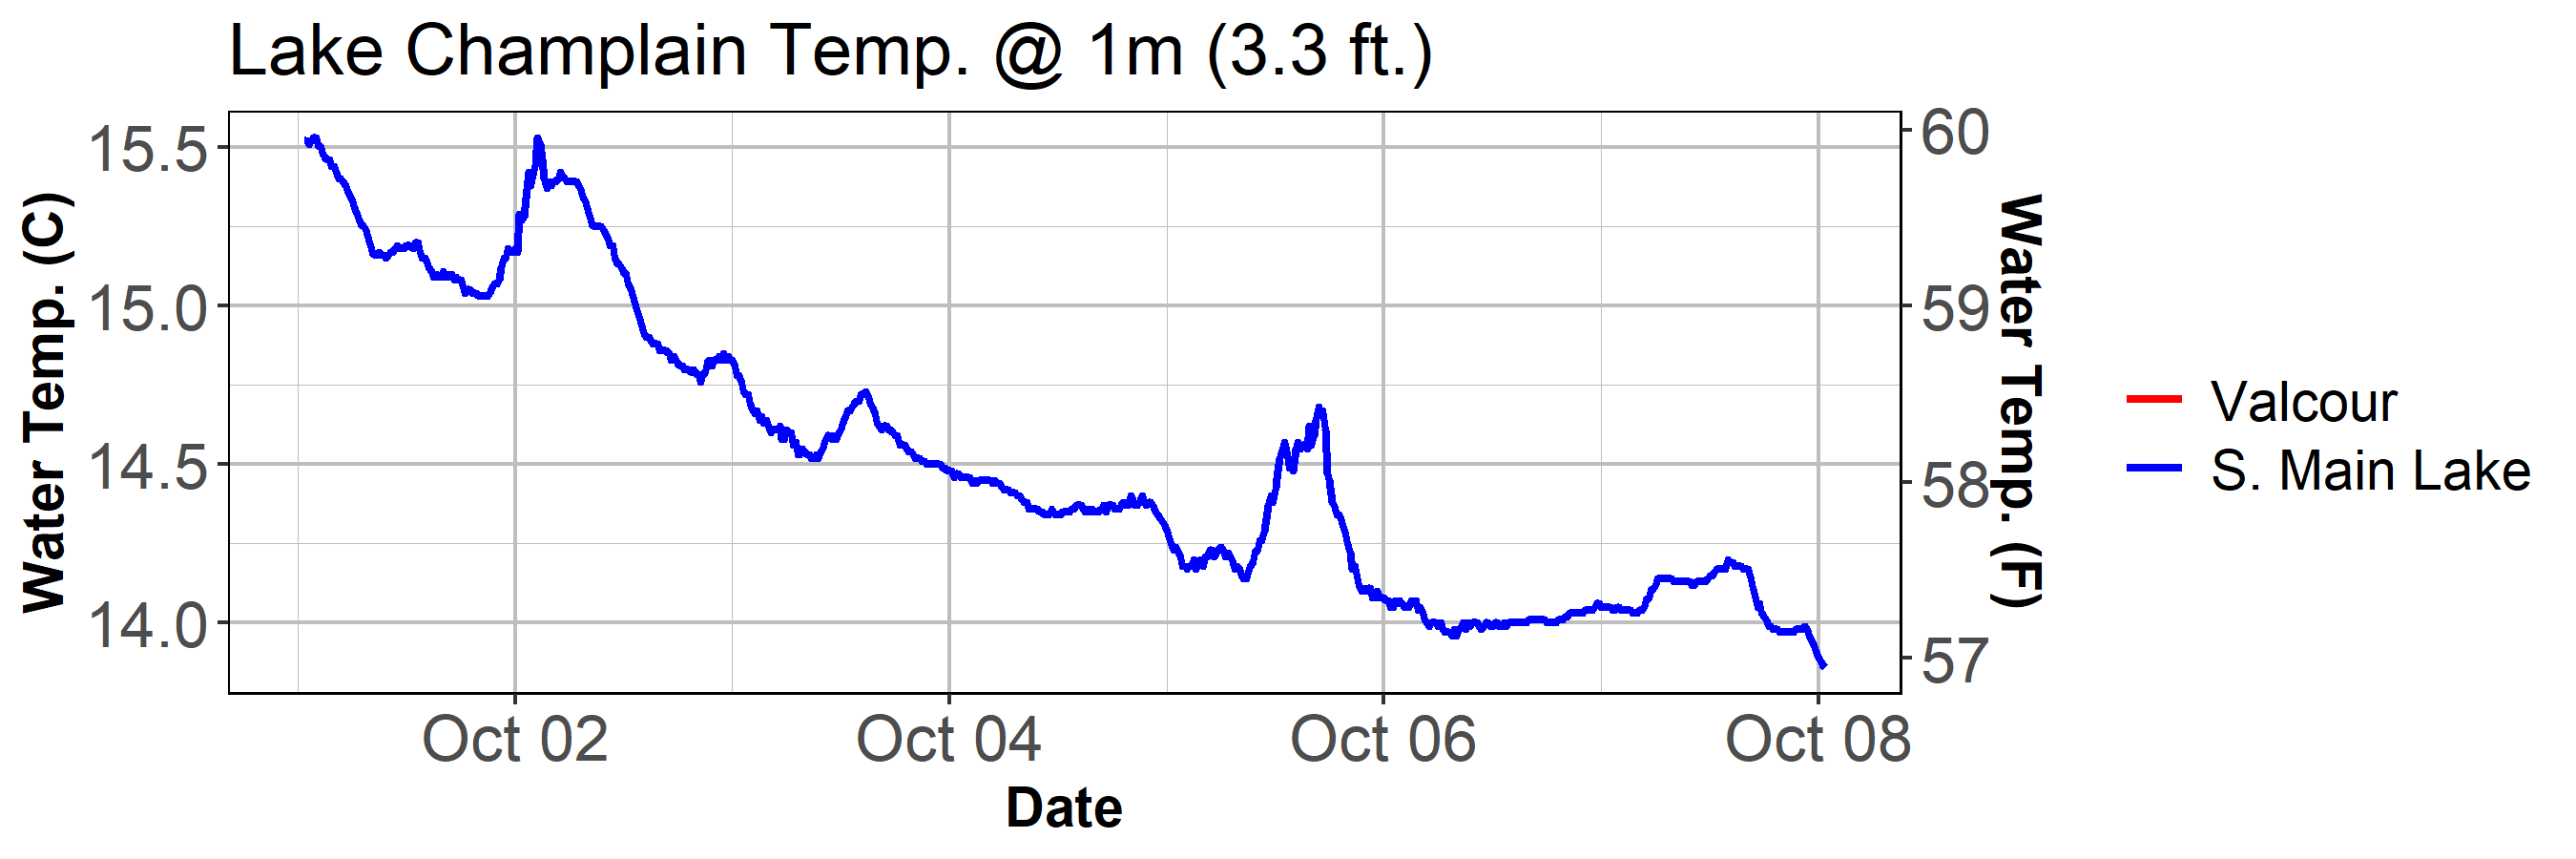 Lake Champlain Temp. @ 1m (3.3 ft.)
Water Temp. (C)
15.5
15.0
14.5
14.0
60
59
58
57
Water Temp. (F)
Oct 02
Oct 04
Oct 06
Oct 08
Date
Valcour
S. Main Lake